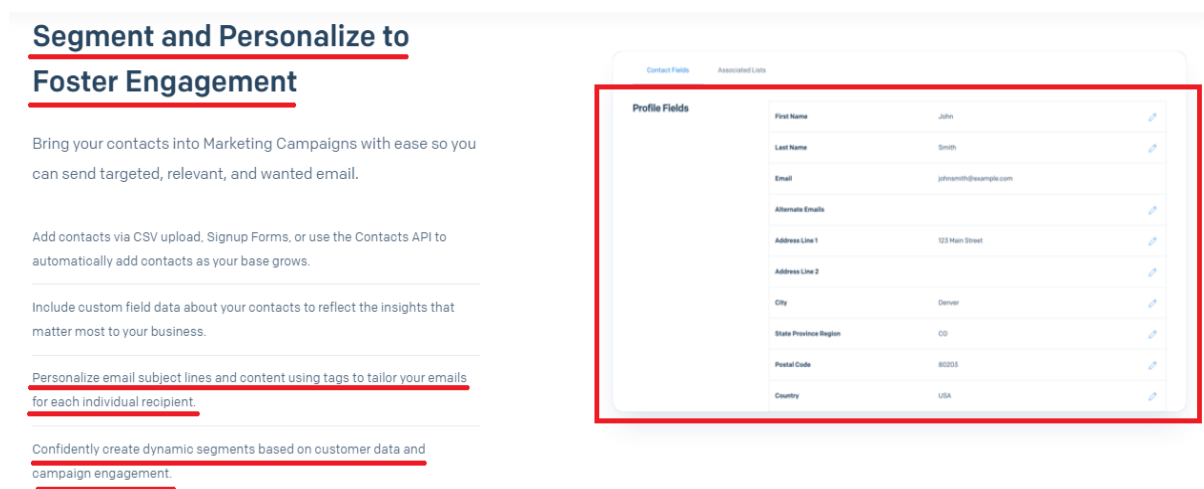 Segment and Personalize to
Foster Engagement
Bring your contacts into Marketing Campaigns with ease so you
can send targeted, relevant, and wanted email.
Add contacts via CSV upload, Signup Forms, or use the Contacts API to
automatically add contacts as your base grows.
Include custom field data about your contacts to reflect the insights that
matter most to your business.
Personalize email subject lines and content using tags to tailor your emails
for each individual recipient.
Confidently create dynamic segments based on customer data and
campaign engagement.
Contact Fields Associated Lists
Profile Fields
First Name John
Last Name Smith
Email johnsmith@example.com
Alternate Emails
Address Line 1 123 Main Street
Address Line 2
City Denver
State Province Region CO
Postal Code 80203
Country USA